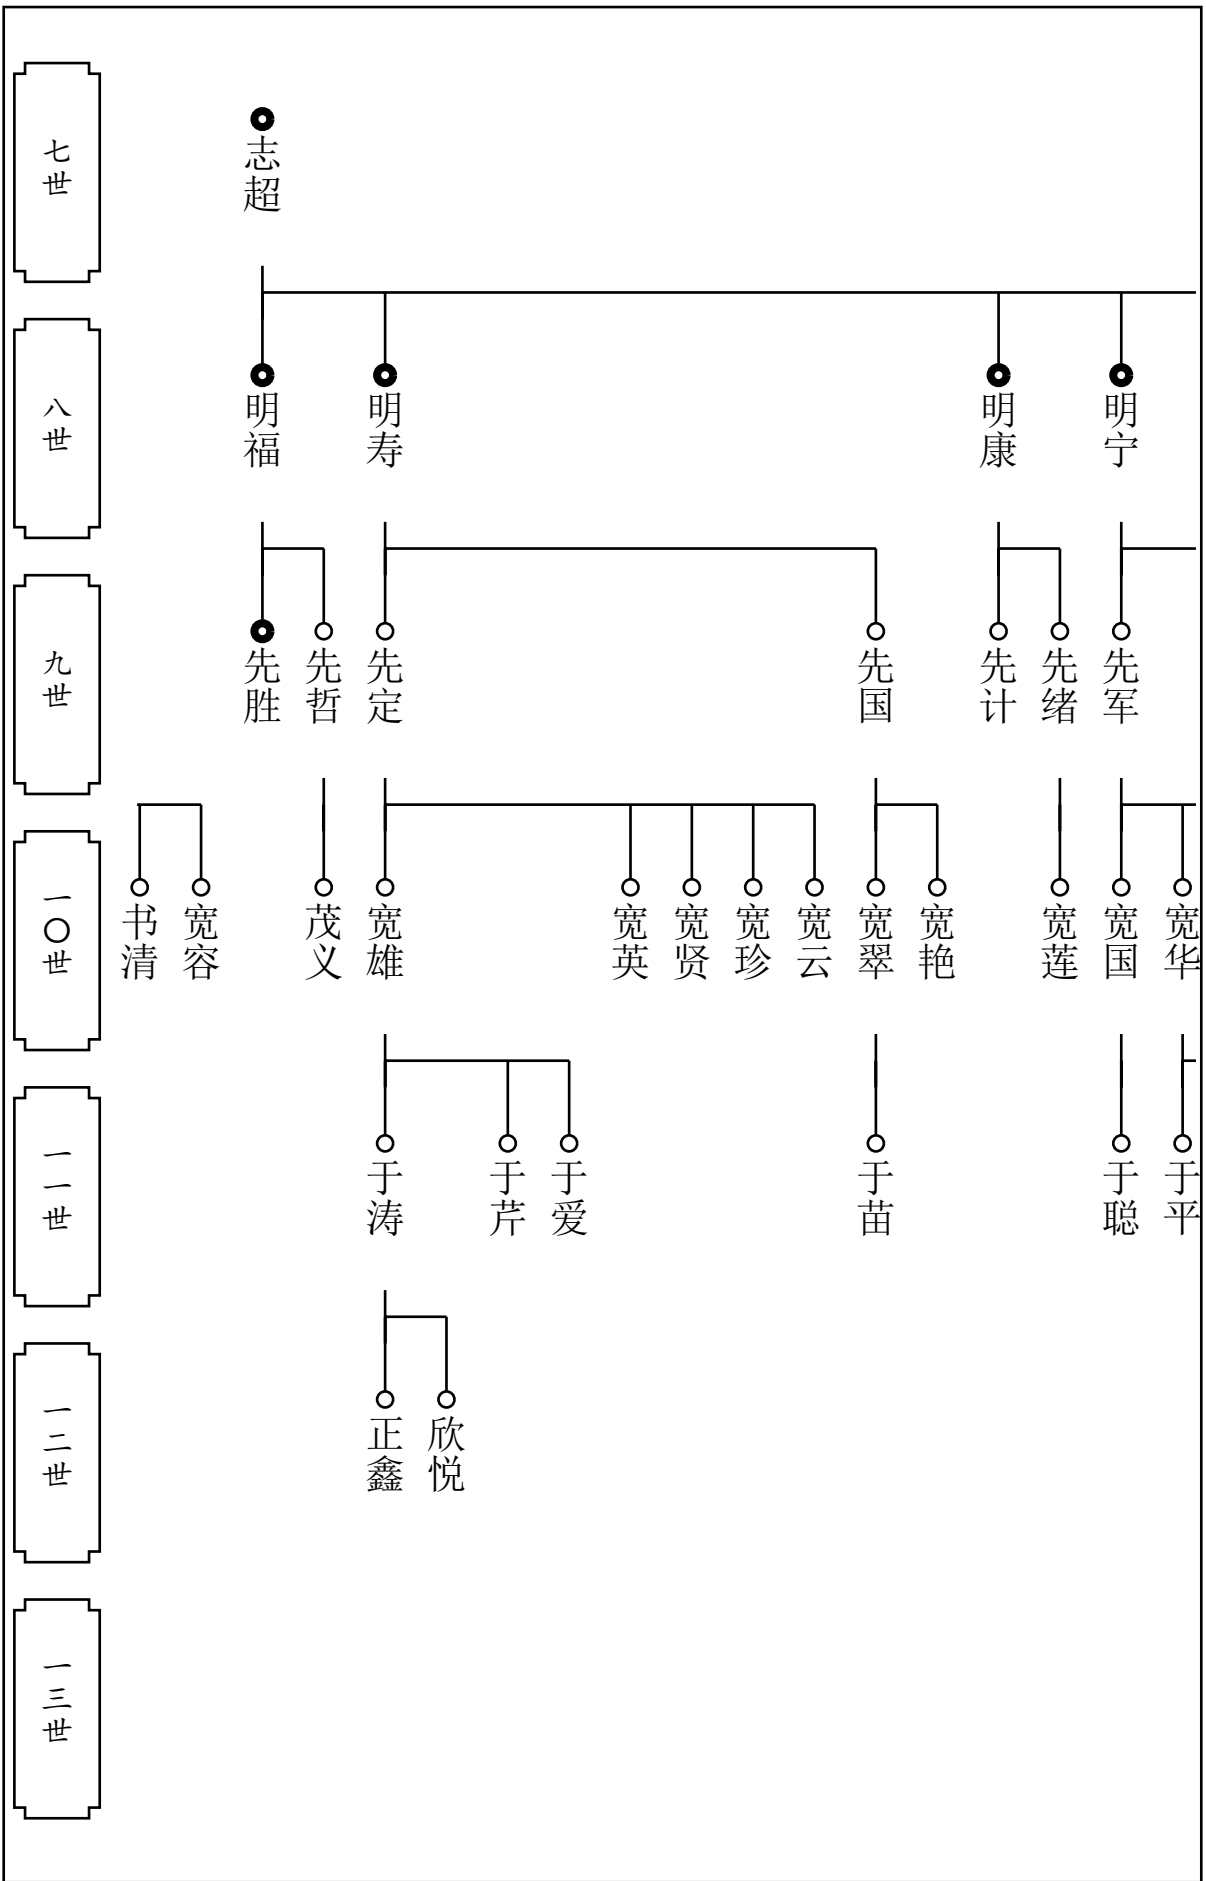 七世
志超
八世
明福
明寿
明康
明宁
九世
先胜
先哲
先定
先国
先计
先绪
先军
一〇世
书清
宽容
茂义
宽雄
宽英
宽贤
宽珍
宽云
宽翠
宽艳
宽莲
宽国
宽华
一一世
于涛
于芹
于爱
于苗
于聪
于平
一二世
正鑫
欣悦
一三世